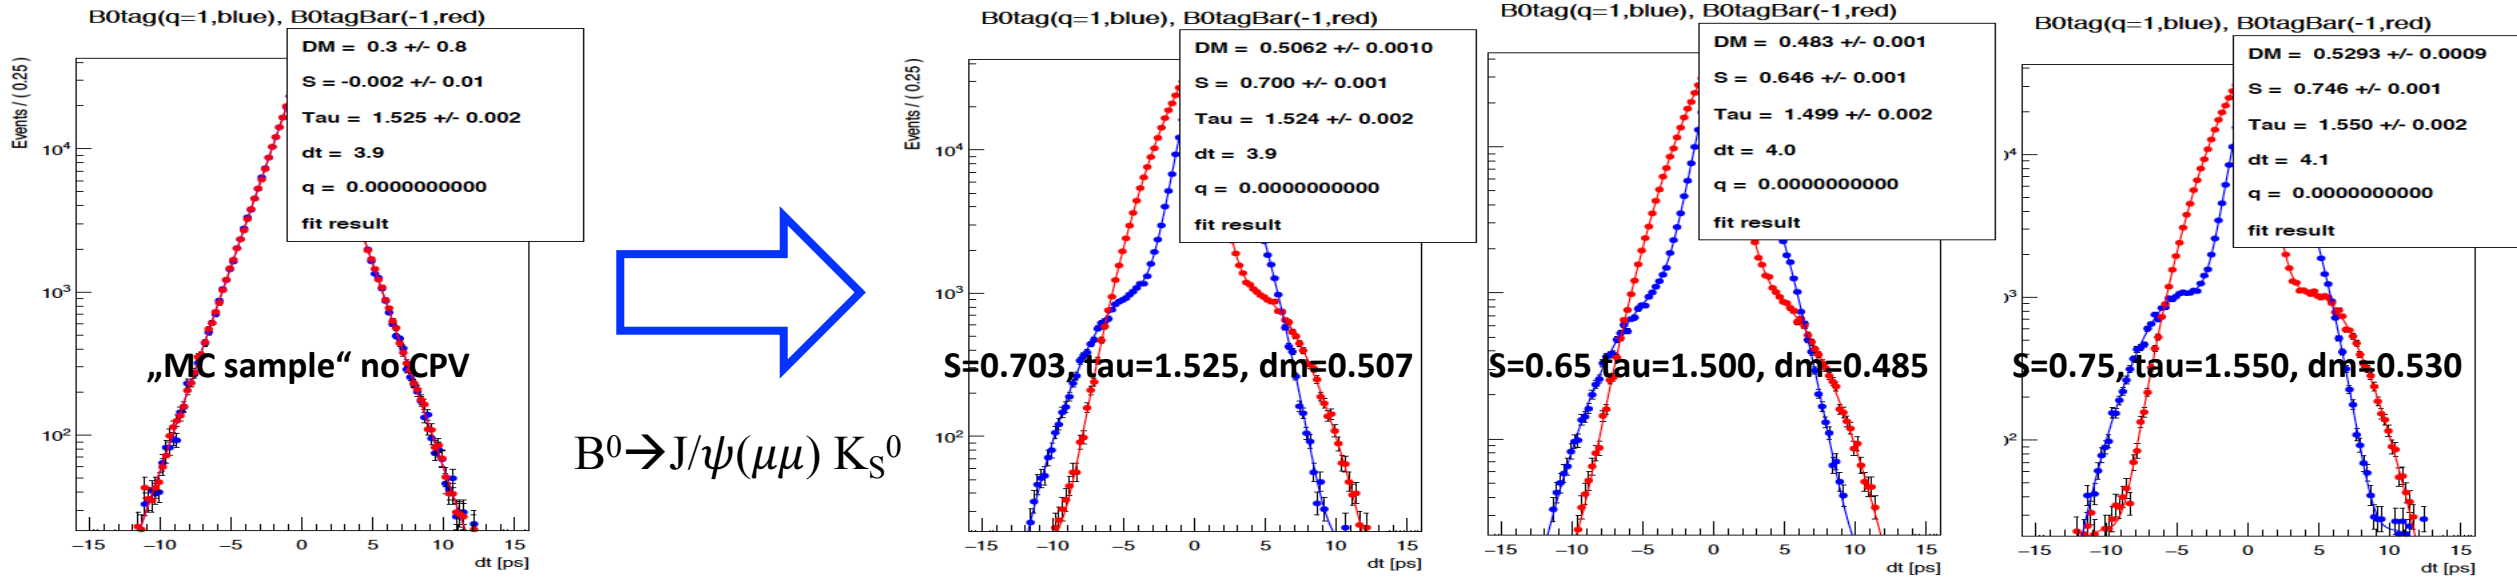 B0tag(q=1,blue), B0tagBar(-1,red)
DM = 0.3 +/- 0.8
S = -0.002 +/- 0.01
Tau = 1.525 +/- 0.002
dt = 3.9
q = 0.0000000000
fit result
Events / ( 0.25 )
10⁴
10³
10²
−15 −10 −5 0 5 10 15
dt [ps]
„MC sample“ no CPV
B⁰→J/ψ(μμ) K_S⁰
B0tag(q=1,blue), B0tagBar(-1,red)
DM = 0.5062 +/- 0.0010
S = 0.700 +/- 0.001
Tau = 1.524 +/- 0.002
dt = 3.9
q = 0.0000000000
fit result
Events / ( 0.25 )
10⁴
10³
10²
−15 −10 −5 0 5 10 15
dt [ps]
S=0.703, tau=1.525, dm=0.507
B0tag(q=1,blue), B0tagBar(-1,red)
DM = 0.483 +/- 0.001
S = 0.646 +/- 0.001
Tau = 1.499 +/- 0.002
dt = 4.0
q = 0.0000000000
fit result
−15 −10 −5 0 5 10 15
dt [ps]
S=0.65 tau=1.500, dm=0.485
B0tag(q=1,blue), B0tagBar(-1,red)
DM = 0.5293 +/- 0.0009
S = 0.746 +/- 0.001
Tau = 1.550 +/- 0.002
dt = 4.1
q = 0.0000000000
fit result
)⁴
)³
)²
−15 −10 −5 0 5 10 15
dt [ps]
S=0.75, tau=1.550, dm=0.530